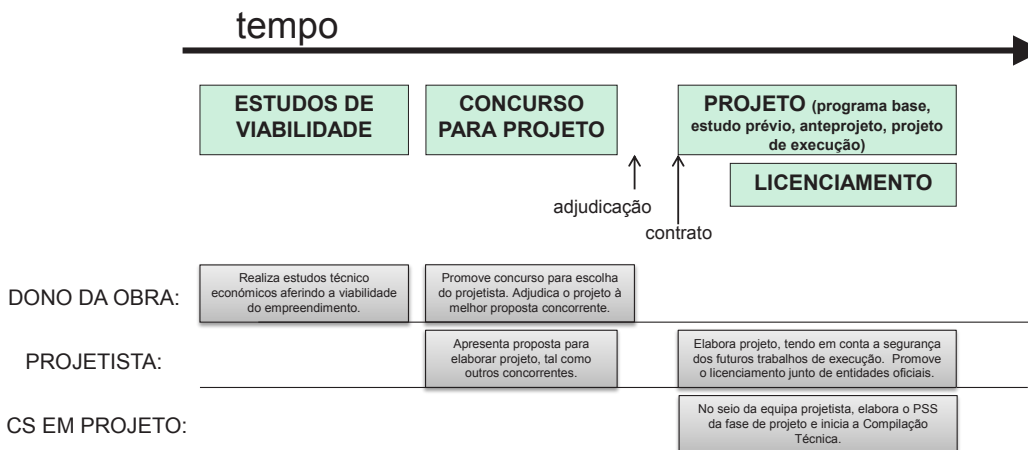 tempo
ESTUDOS DE
VIABILIDADE
CONCURSO
PARA PROJETO
PROJETO (programa base,
estudo prévio, anteprojeto, projeto
de execução)
LICENCIAMENTO
adjudicação
contrato
DONO DA OBRA:
Realiza estudos técnico
económicos aferindo a viabilidade
do empreendimento.
Promove concurso para escolha
do projetista. Adjudica o projeto à
melhor proposta concorrente.
PROJETISTA:
Apresenta proposta para
elaborar projeto, tal como
outros concorrentes.
Elabora projeto, tendo em conta a segurança
dos futuros trabalhos de execução. Promove
o licenciamento junto de entidades oficiais.
CS EM PROJETO:
No seio da equipa projetista, elabora o PSS
da fase de projeto e inicia a Compilação
Técnica.